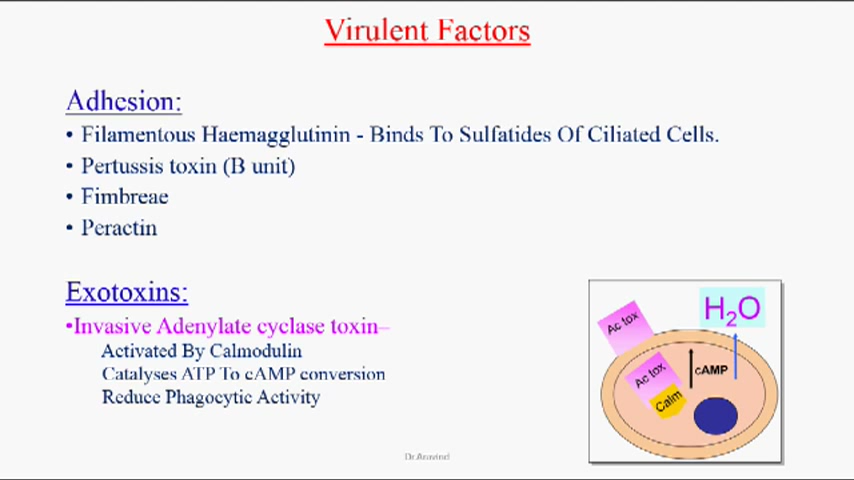 Virulent Factors
Adhesion:
• Filamentous Haemagglutinin - Binds To Sulfatides Of Ciliated Cells.
• Pertussis toxin (B unit)
• Fimbreae
• Peractin
Exotoxins:
•Invasive Adenylate cyclase toxin–
Activated By Calmodulin
Catalyses ATP To cAMP conversion
Reduce Phagocytic Activity
H2O
Ac tox
Ac tox
cAMP
Calm
Dr.Aravind